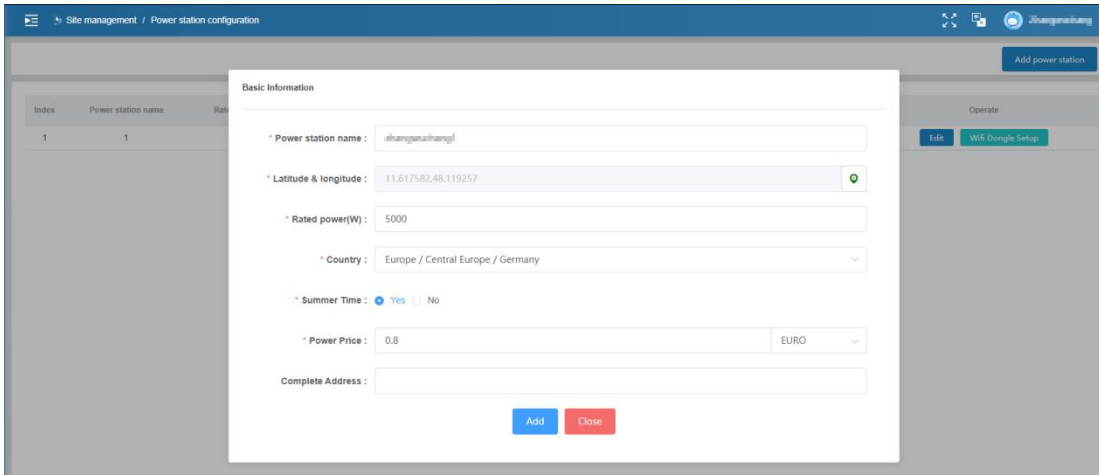 Site management / Power station configuration
Add power station
Basic Information
Index Power station name Operate
1 1 Edit Wifi Dongle Setup
* Power station name :
* Latitude & longitude : 11.617582,48.119257
* Rated power(W) : 5000
* Country : Europe / Central Europe / Germany
* Summer Time : Yes No
* Power Price : 0.8 EURO
Complete Address :
Add Close